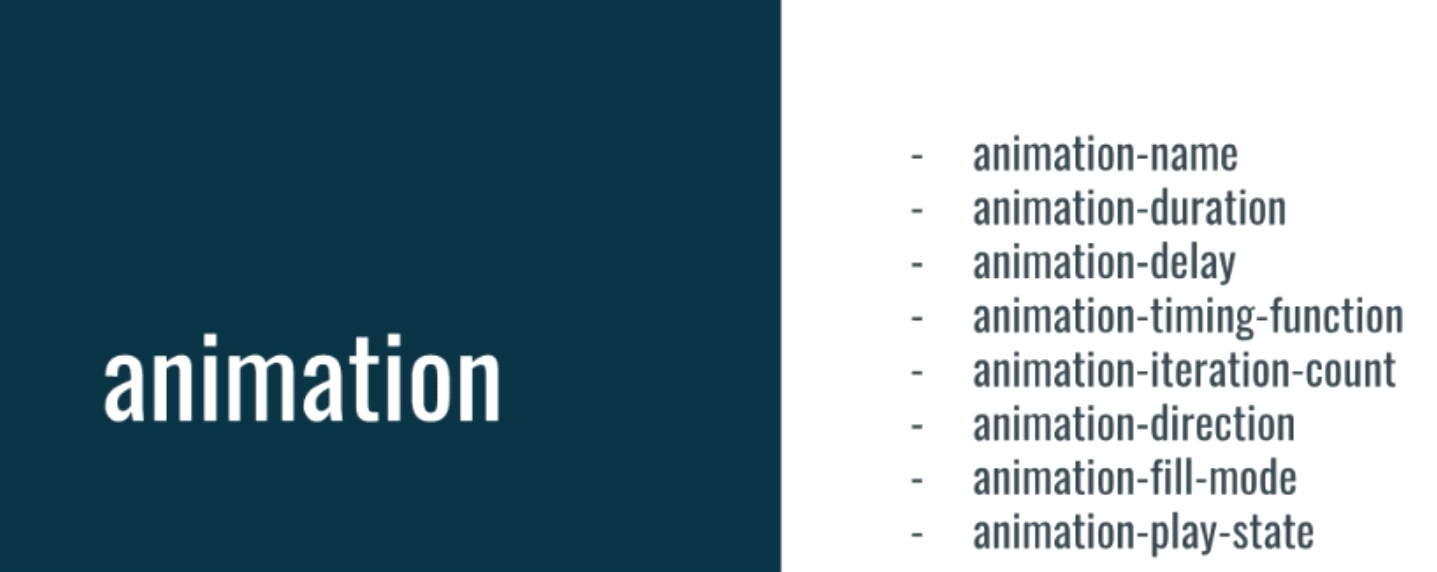 animation
- animation-name
- animation-duration
- animation-delay
- animation-timing-function
- animation-iteration-count
- animation-direction
- animation-fill-mode
- animation-play-state